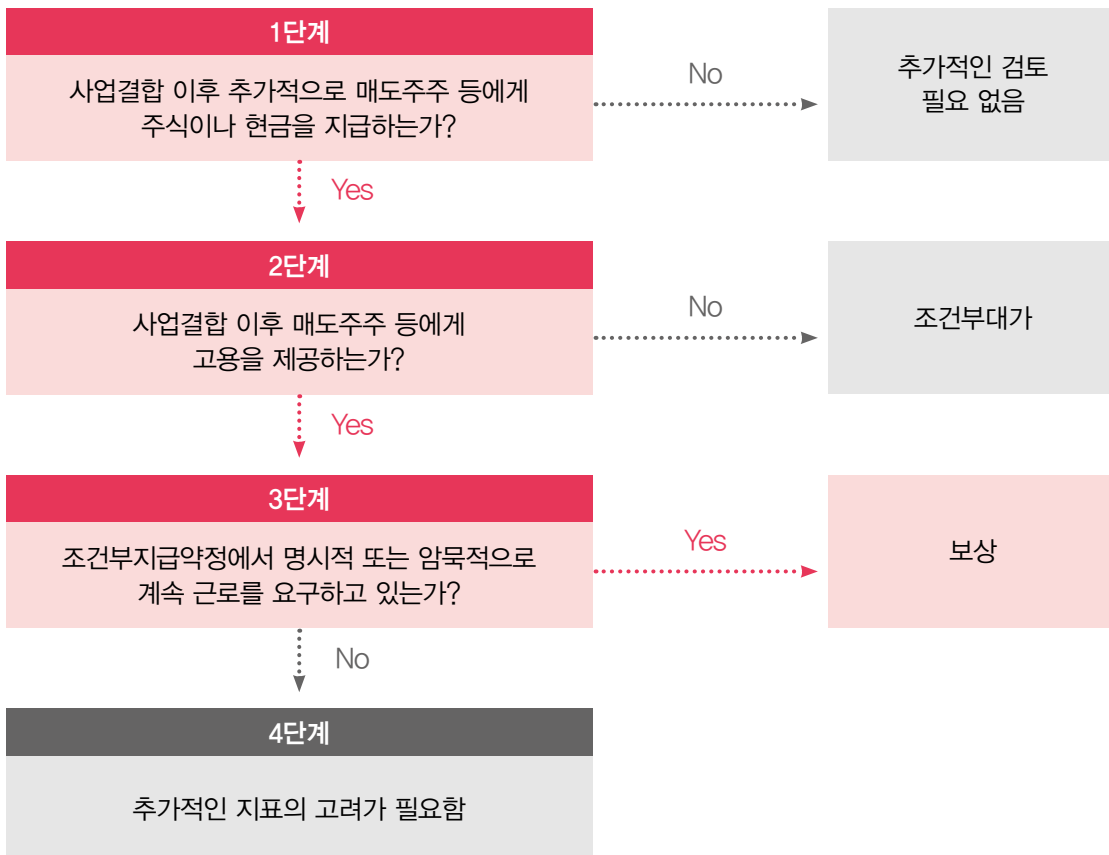 1단계
사업결합 이후 추가적으로 매도주주 등에게
주식이나 현금을 지급하는가?
No
추가적인 검토
필요 없음
Yes
2단계
사업결합 이후 매도주주 등에게
고용을 제공하는가?
No
조건부대가
Yes
3단계
조건부지급약정에서 명시적 또는 암묵적으로
계속 근로를 요구하고 있는가?
Yes
보상
No
4단계
추가적인 지표의 고려가 필요함